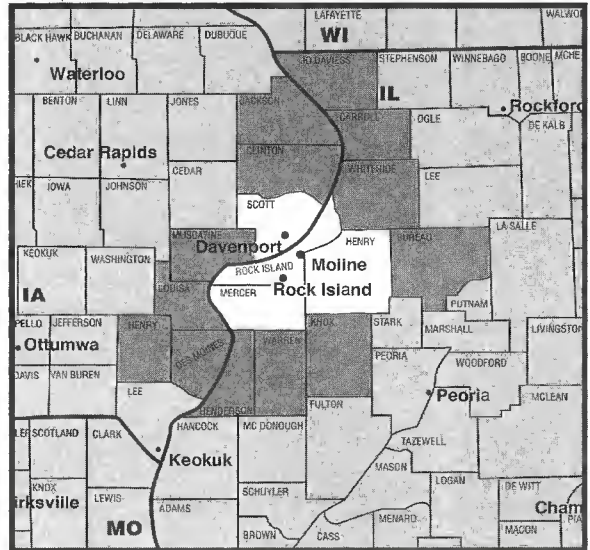 LAFAYETTE
WALWO
WI
BLACK HAWK
BUCHANAN
DELAWARE
DUBUQUE
JO DAVIESS
STEPHENSON
WINNEBAGO
BOONE
MCHE
Waterloo
IL
Rockford
BENTON
LINN
JONES
JACKSON
CARROLL
OGLE
DE KALB
Cedar Rapids
CLINTON
WHITESIDE
IOWA
JOHNSON
CEDAR
LEE
SCOTT
LA SALLE
MUSCATINE
Davenport
HENRY
BUREAU
KEOKUK
WASHINGTON
ROCK ISLAND
Moline
IA
LOUISA
MERCER
Rock Island
PUTNAM
PELLO
JEFFERSON
HENRY
KNOX
STARK
MARSHALL
LIVINGSTON
Ottumwa
DES MOINES
WARREN
PEORIA
WOODFORD
DAVIS
VAN BUREN
LEE
HENDERSON
FULTON
Peoria
MCLEAN
SCOTLAND
CLARK
HANCOCK
MC DONOUGH
TAZEWELL
Keokuk
MASON
LOGAN
DE WITT
KNOX
irksville
LEWIS
SCHUYLER
MENARD
Cham
MO
ADAMS
BROWN
CASS
MACON
PIA